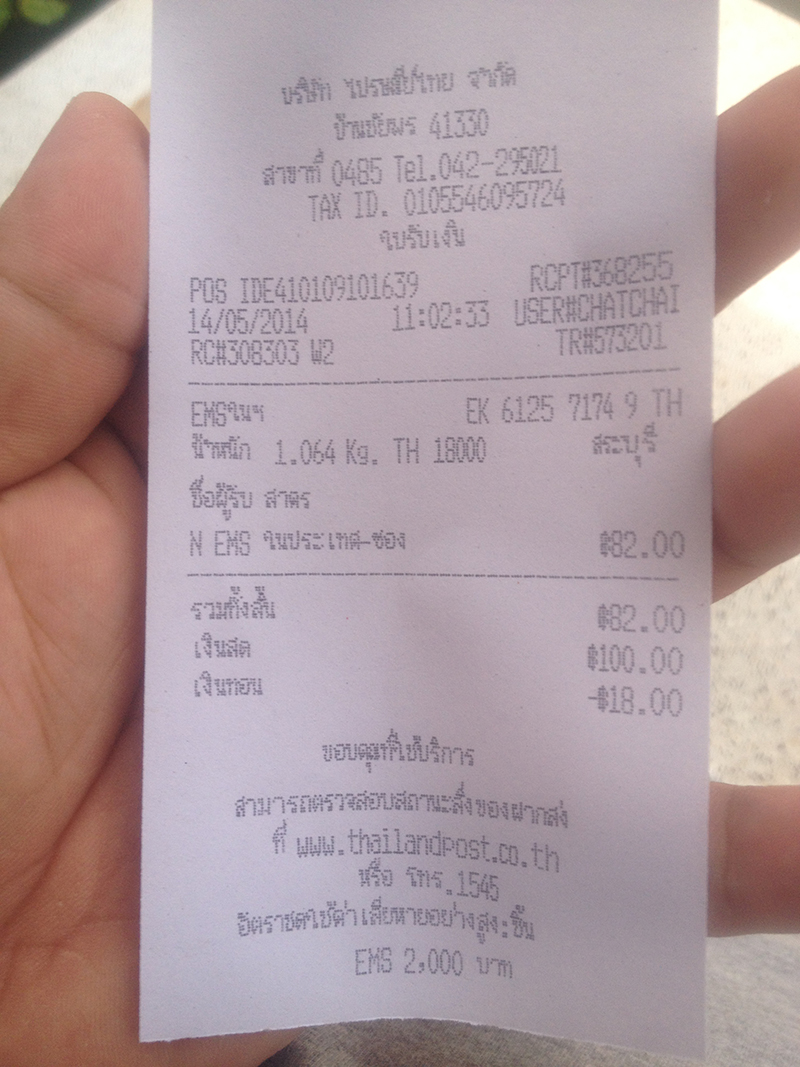 บริษัท ไปรษณีย์ไทย จำกัด
บ้านชัยพร 41330
สาขาที่ 0485 Tel.042-295021
TAX ID. 0105546095724
ใบรับเงิน
POS IDE410109101639 RCPT#368255
14/05/2014 11:02:33 USER#CHATCHAI
RC#308303 W2 TR#573201
EMSในฯ EK 6125 7174 9 TH
น้ำหนัก 1.064 Kg. TH 18000 สระบุรี
ชื่อผู้รับ สาคร
N EMS ในประเทศ-ซอง ฿82.00
รวมทั้งสิ้น ฿82.00
เงินสด ฿100.00
เงินทอน -฿18.00
ขอบคุณที่ใช้บริการ
สามารถตรวจสอบสถานะสิ่งของฝากส่ง
ที่ www.thailandpost.co.th
หรือ โทร.1545
อัตราชดใช้ค่าเสียหายอย่างสูง:ชิ้น
EMS 2,000 บาท